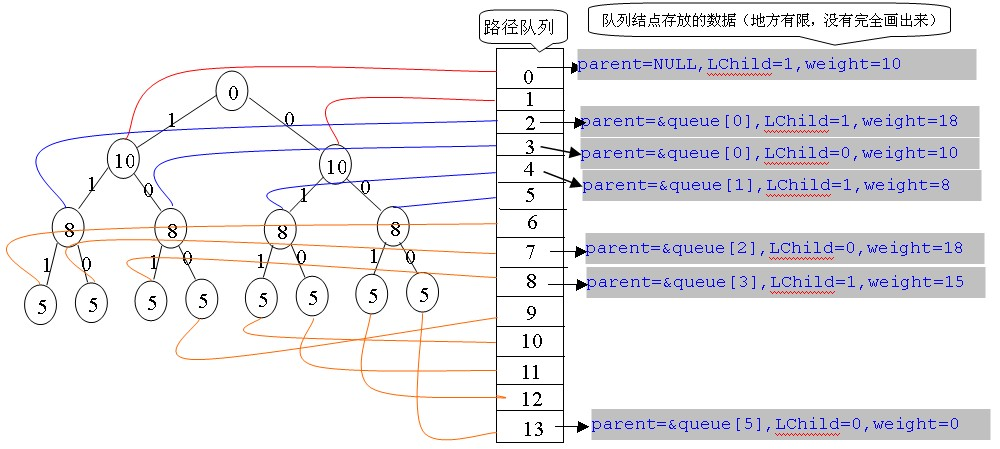 路径队列
队列结点存放的数据（地方有限，没有完全画出来）
0
1 0
10 10
1 0 1 0
8 8 8 8
1 0 1 0 1 0 1 0
5 5 5 5 5 5 5 5
0 parent=NULL,LChild=1,weight=10
1
2 parent=&queue[0],LChild=1,weight=18
3 parent=&queue[0],LChild=0,weight=10
4 parent=&queue[1],LChild=1,weight=8
5
6
7 parent=&queue[2],LChild=0,weight=18
8 parent=&queue[3],LChild=1,weight=15
9
10
11
12
13 parent=&queue[5],LChild=0,weight=0